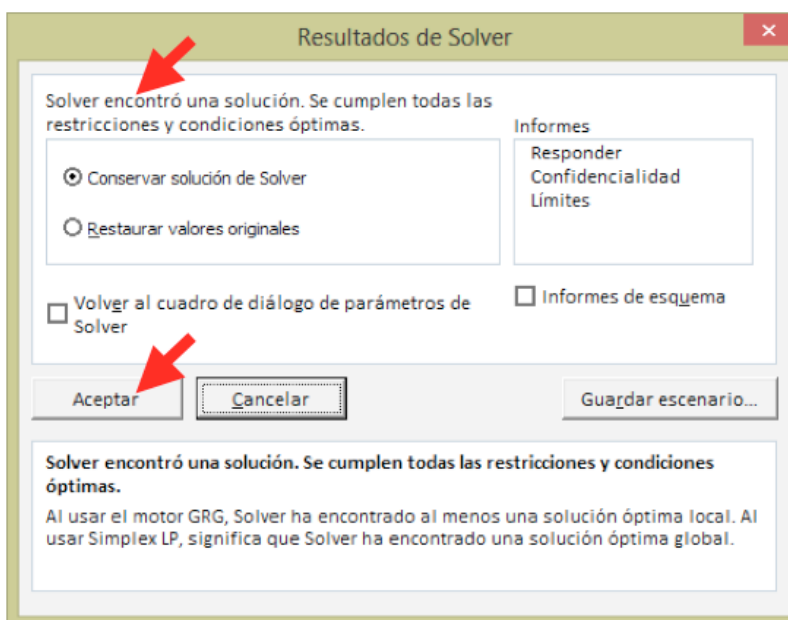 Resultados de Solver
Solver encontró una solución. Se cumplen todas las
restricciones y condiciones óptimas.
Informes
Responder
Confidencialidad
Límites
Conservar solución de Solver
Restaurar valores originales
Volver al cuadro de diálogo de parámetros de
Solver
Informes de esquema
Aceptar
Cancelar
Guardar escenario...
Solver encontró una solución. Se cumplen todas las restricciones y condiciones
óptimas.
Al usar el motor GRG, Solver ha encontrado al menos una solución óptima local. Al
usar Simplex LP, significa que Solver ha encontrado una solución óptima global.